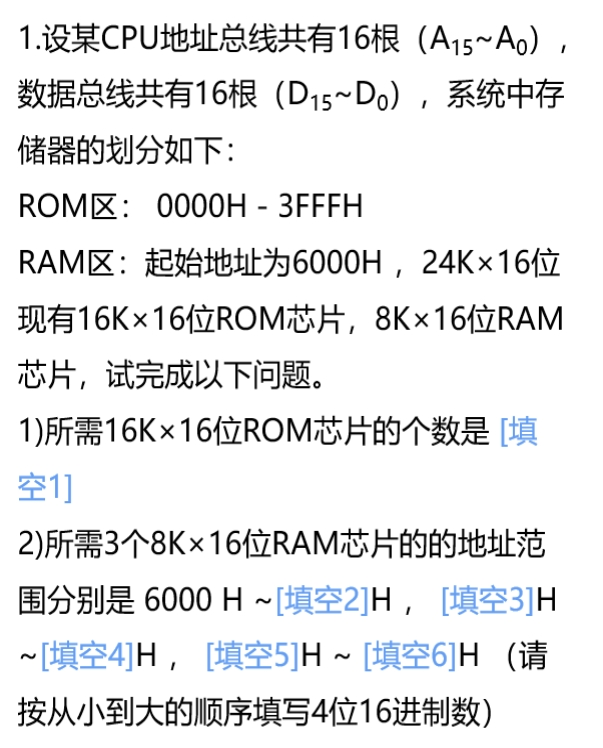 1.设某CPU地址总线共有16根（A₁₅~A₀）,
数据总线共有16根（D₁₅~D₀）, 系统中存
储器的划分如下：
ROM区： 0000H - 3FFFH
RAM区：起始地址为6000H ，24K×16位
现有16K×16位ROM芯片，8K×16位RAM
芯片，试完成以下问题。
1)所需16K×16位ROM芯片的个数是 [填
空1]
2)所需3个8K×16位RAM芯片的的地址范
围分别是 6000 H ~[填空2]H ， [填空3]H
~[填空4]H ， [填空5]H ~ [填空6]H （请
按从小到大的顺序填写4位16进制数）